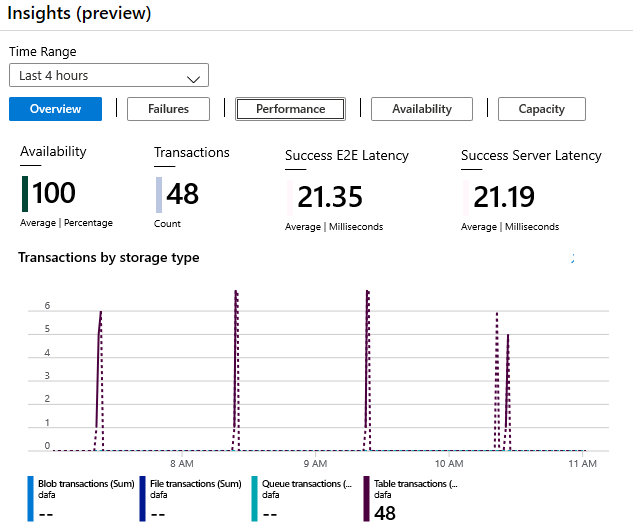 Insights (preview)
Time Range
Last 4 hours
Overview Failures Performance Availability Capacity
Availability Transactions Success E2E Latency Success Server Latency
100 48 21.35 21.19
Average | Percentage Count Average | Milliseconds Average | Milliseconds
Transactions by storage type
6
5
4
3
2
1
0
8 AM 9 AM 10 AM 11 AM
Blob transactions (Sum) File transactions (Sum) Queue transactions (... Table transactions (...
dafa dafa dafa dafa
-- -- -- 48